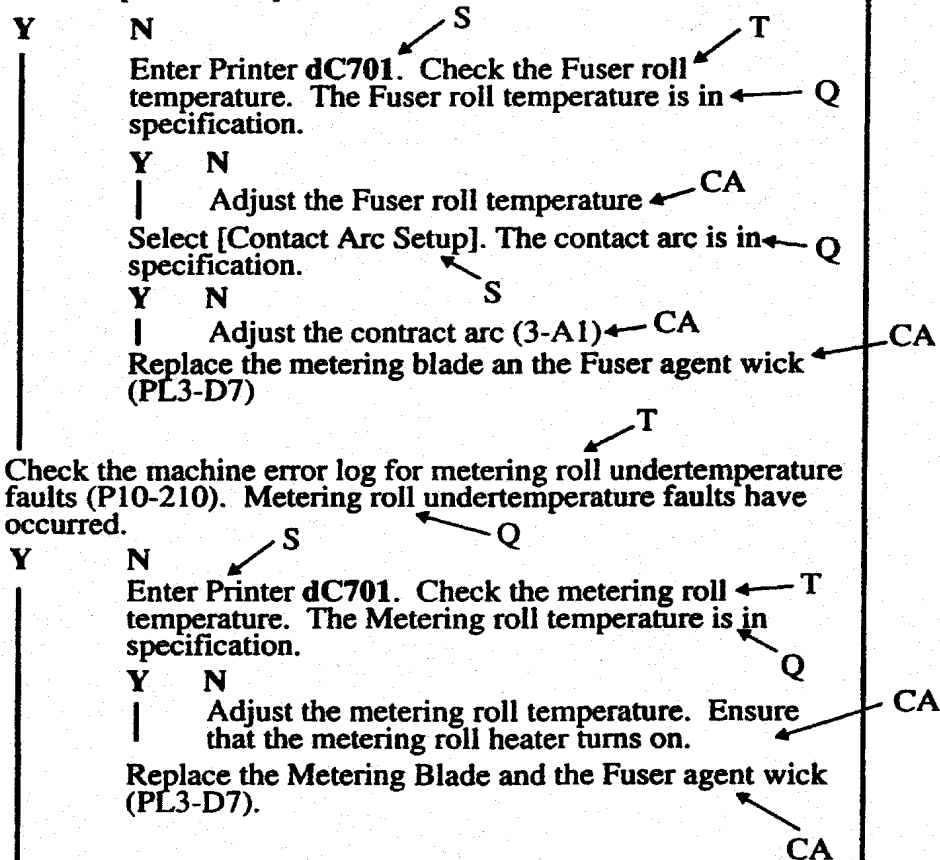 S
Y N T
Enter Printer dC701. Check the Fuser roll
temperature. The Fuser roll temperature is in Q
specification.
Y N
CA
Adjust the Fuser roll temperature
Select [Contact Arc Setup]. The contact arc is in Q
specification.
Y N S
Adjust the contract arc (3-A1) CA
Replace the metering blade an the Fuser agent wick CA
(PL3-D7)
T
Check the machine error log for metering roll undertemperature
faults (P10-210). Metering roll undertemperature faults have
occurred. Q
S
Y N
Enter Printer dC701. Check the metering roll T
temperature. The Metering roll temperature is in
specification.
Q
Y N
Adjust the metering roll temperature. Ensure CA
that the metering roll heater turns on.
Replace the Metering Blade and the Fuser agent wick
(PL3-D7).
CA